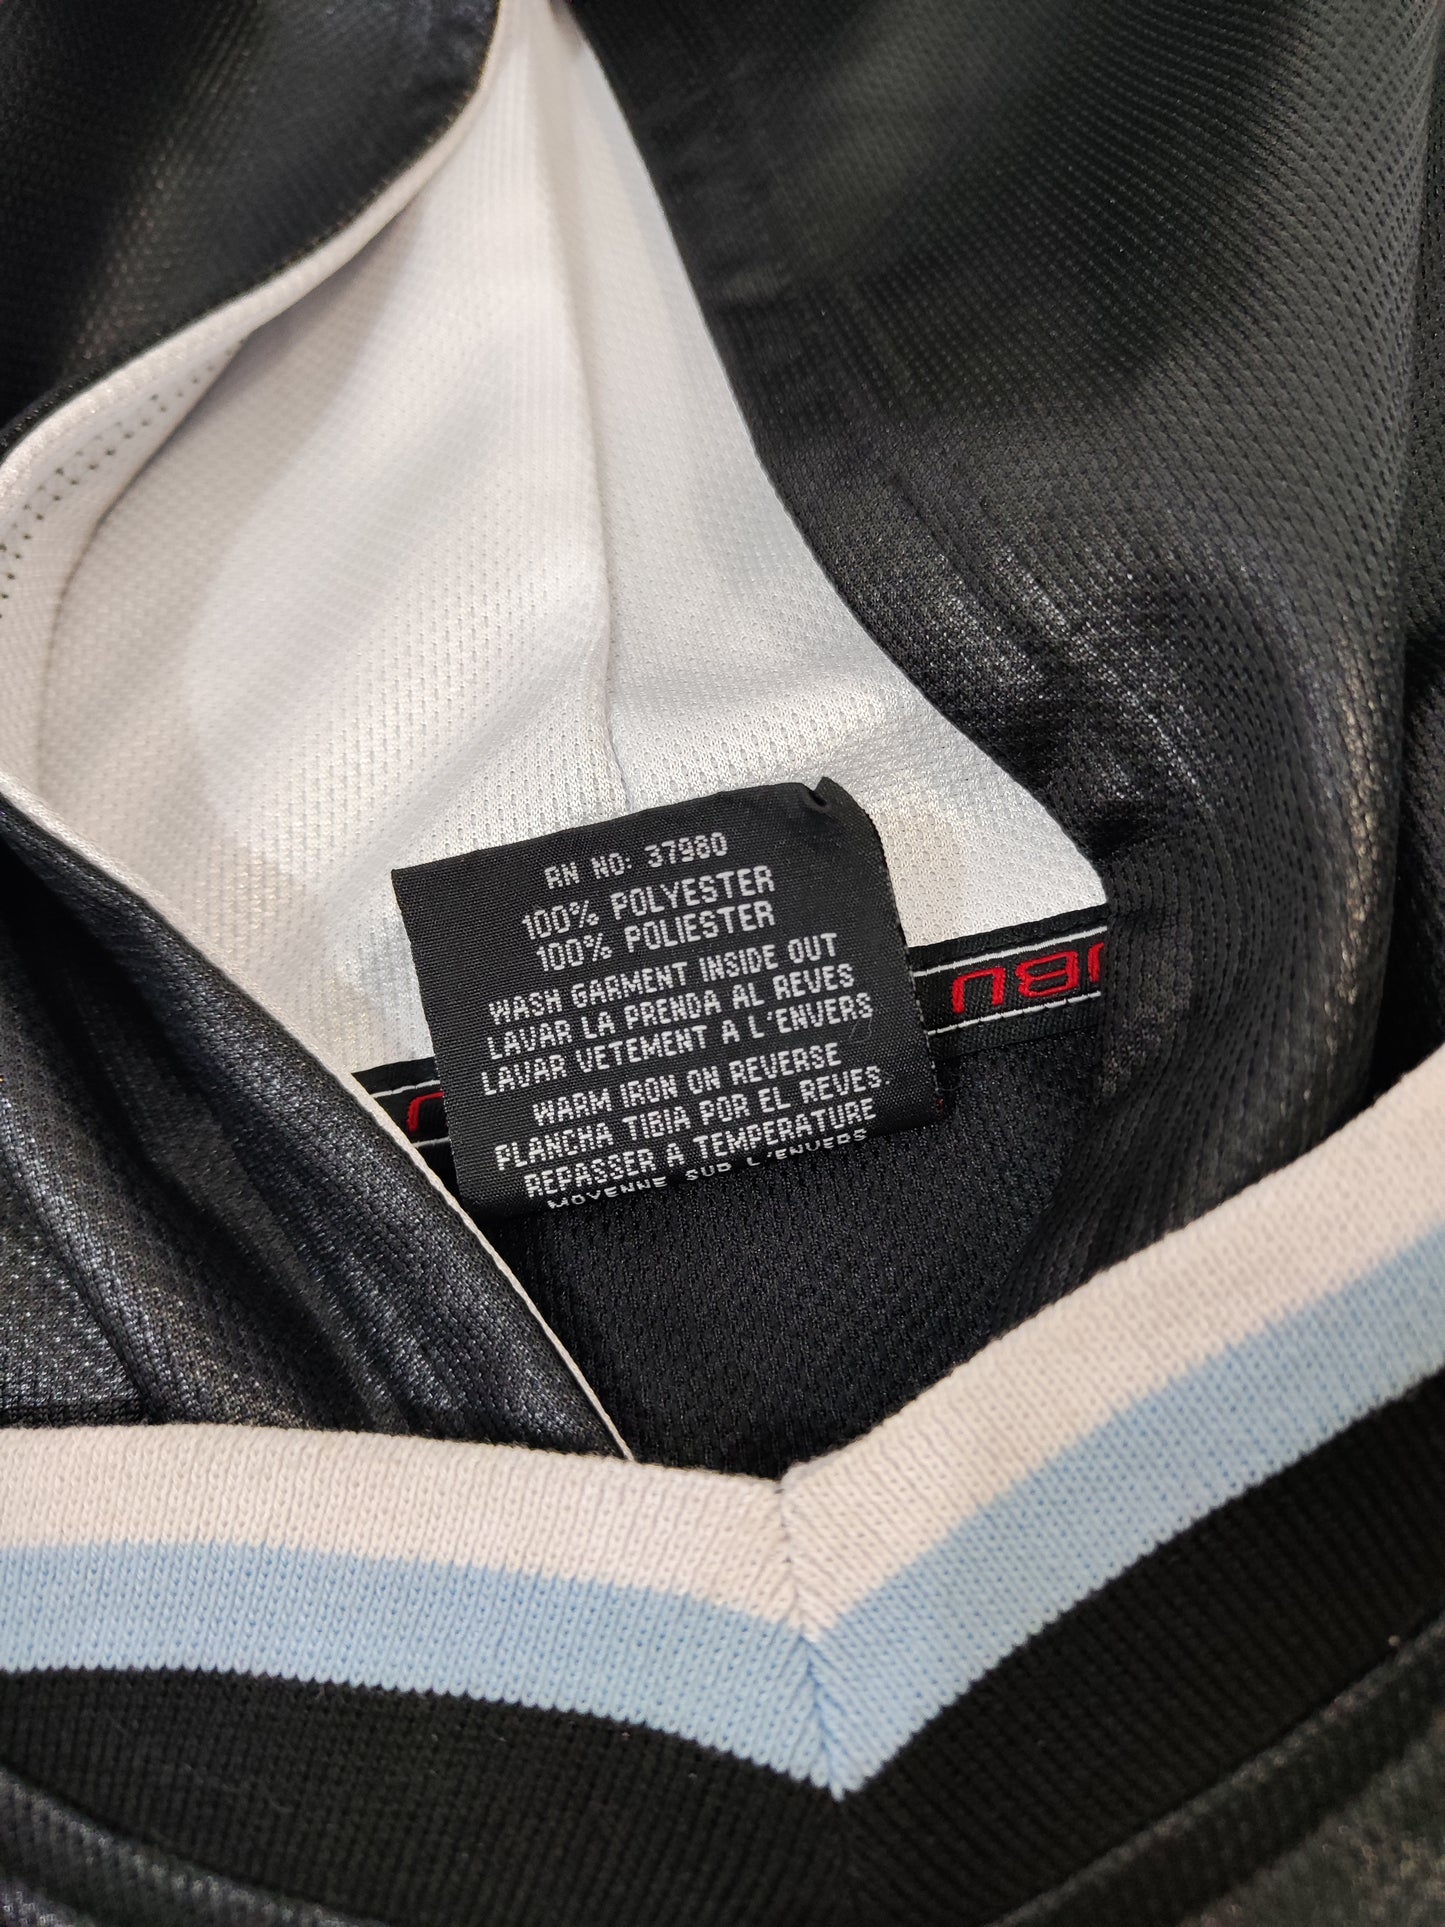 RN NO: 37980
100% POLYESTER
100% POLIESTER
WASH GARMENT INSIDE OUT
LAVAR LA PRENDA AL REVES
LAVAR VETEMENT A L'ENVERS
WARM IRON ON REVERSE
PLANCHA TIBIA POR EL REVES.
REPASSER A TEMPERATURE
MOYENNE SUR L'ENVERS